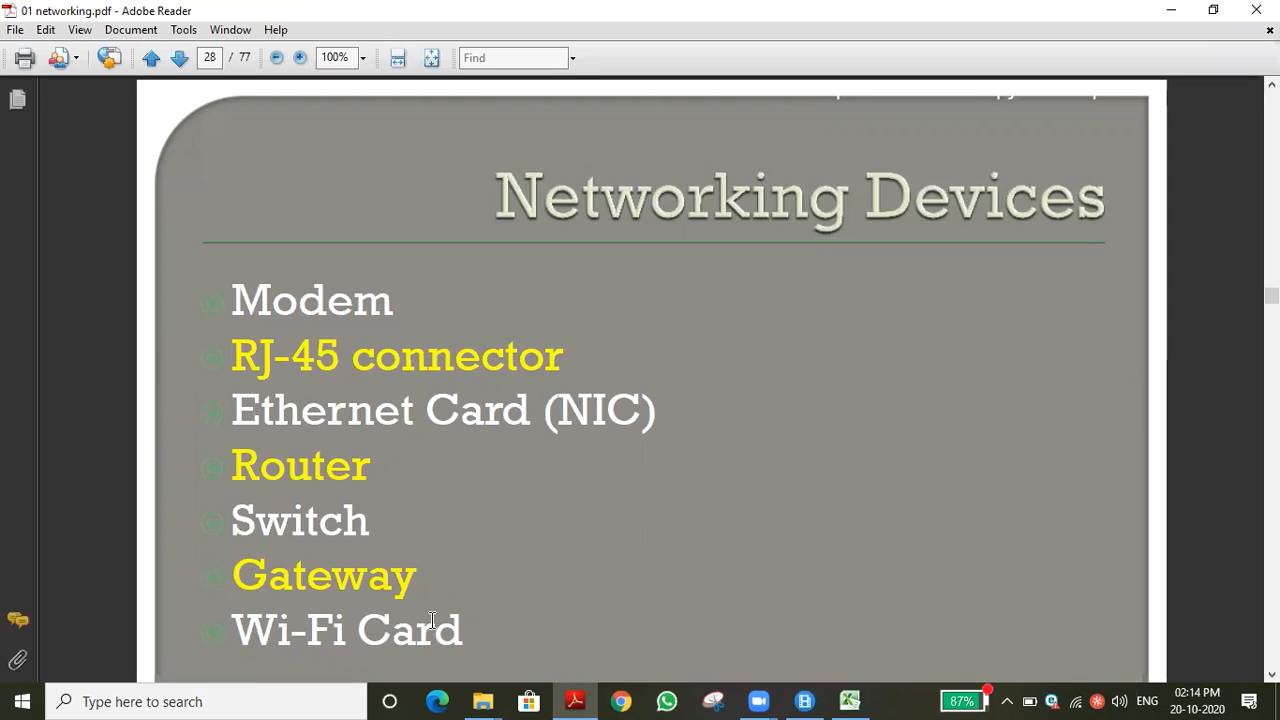 01 networking.pdf - Adobe Reader
File Edit View Document Tools Window Help
28 / 77 100% Find
Networking Devices
Modem
RJ-45 connector
Ethernet Card (NIC)
Router
Switch
Gateway
Wi-Fi Card
Type here to search
87%
ENG
02:14 PM
20-10-2020